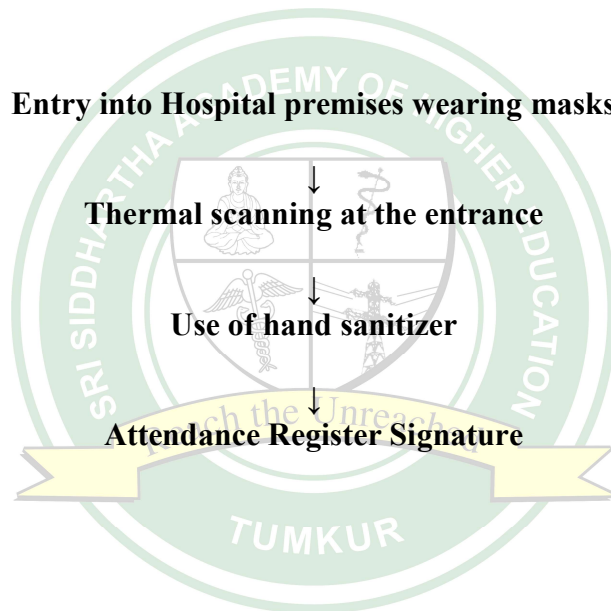 Entry into Hospital premises wearing masks
↓
Thermal scanning at the entrance
↓
Use of hand sanitizer
↓
Attendance Register Signature
SRI SIDDHARTHA ACADEMY OF HIGHER EDUCATION
Reach the Unreached
TUMKUR